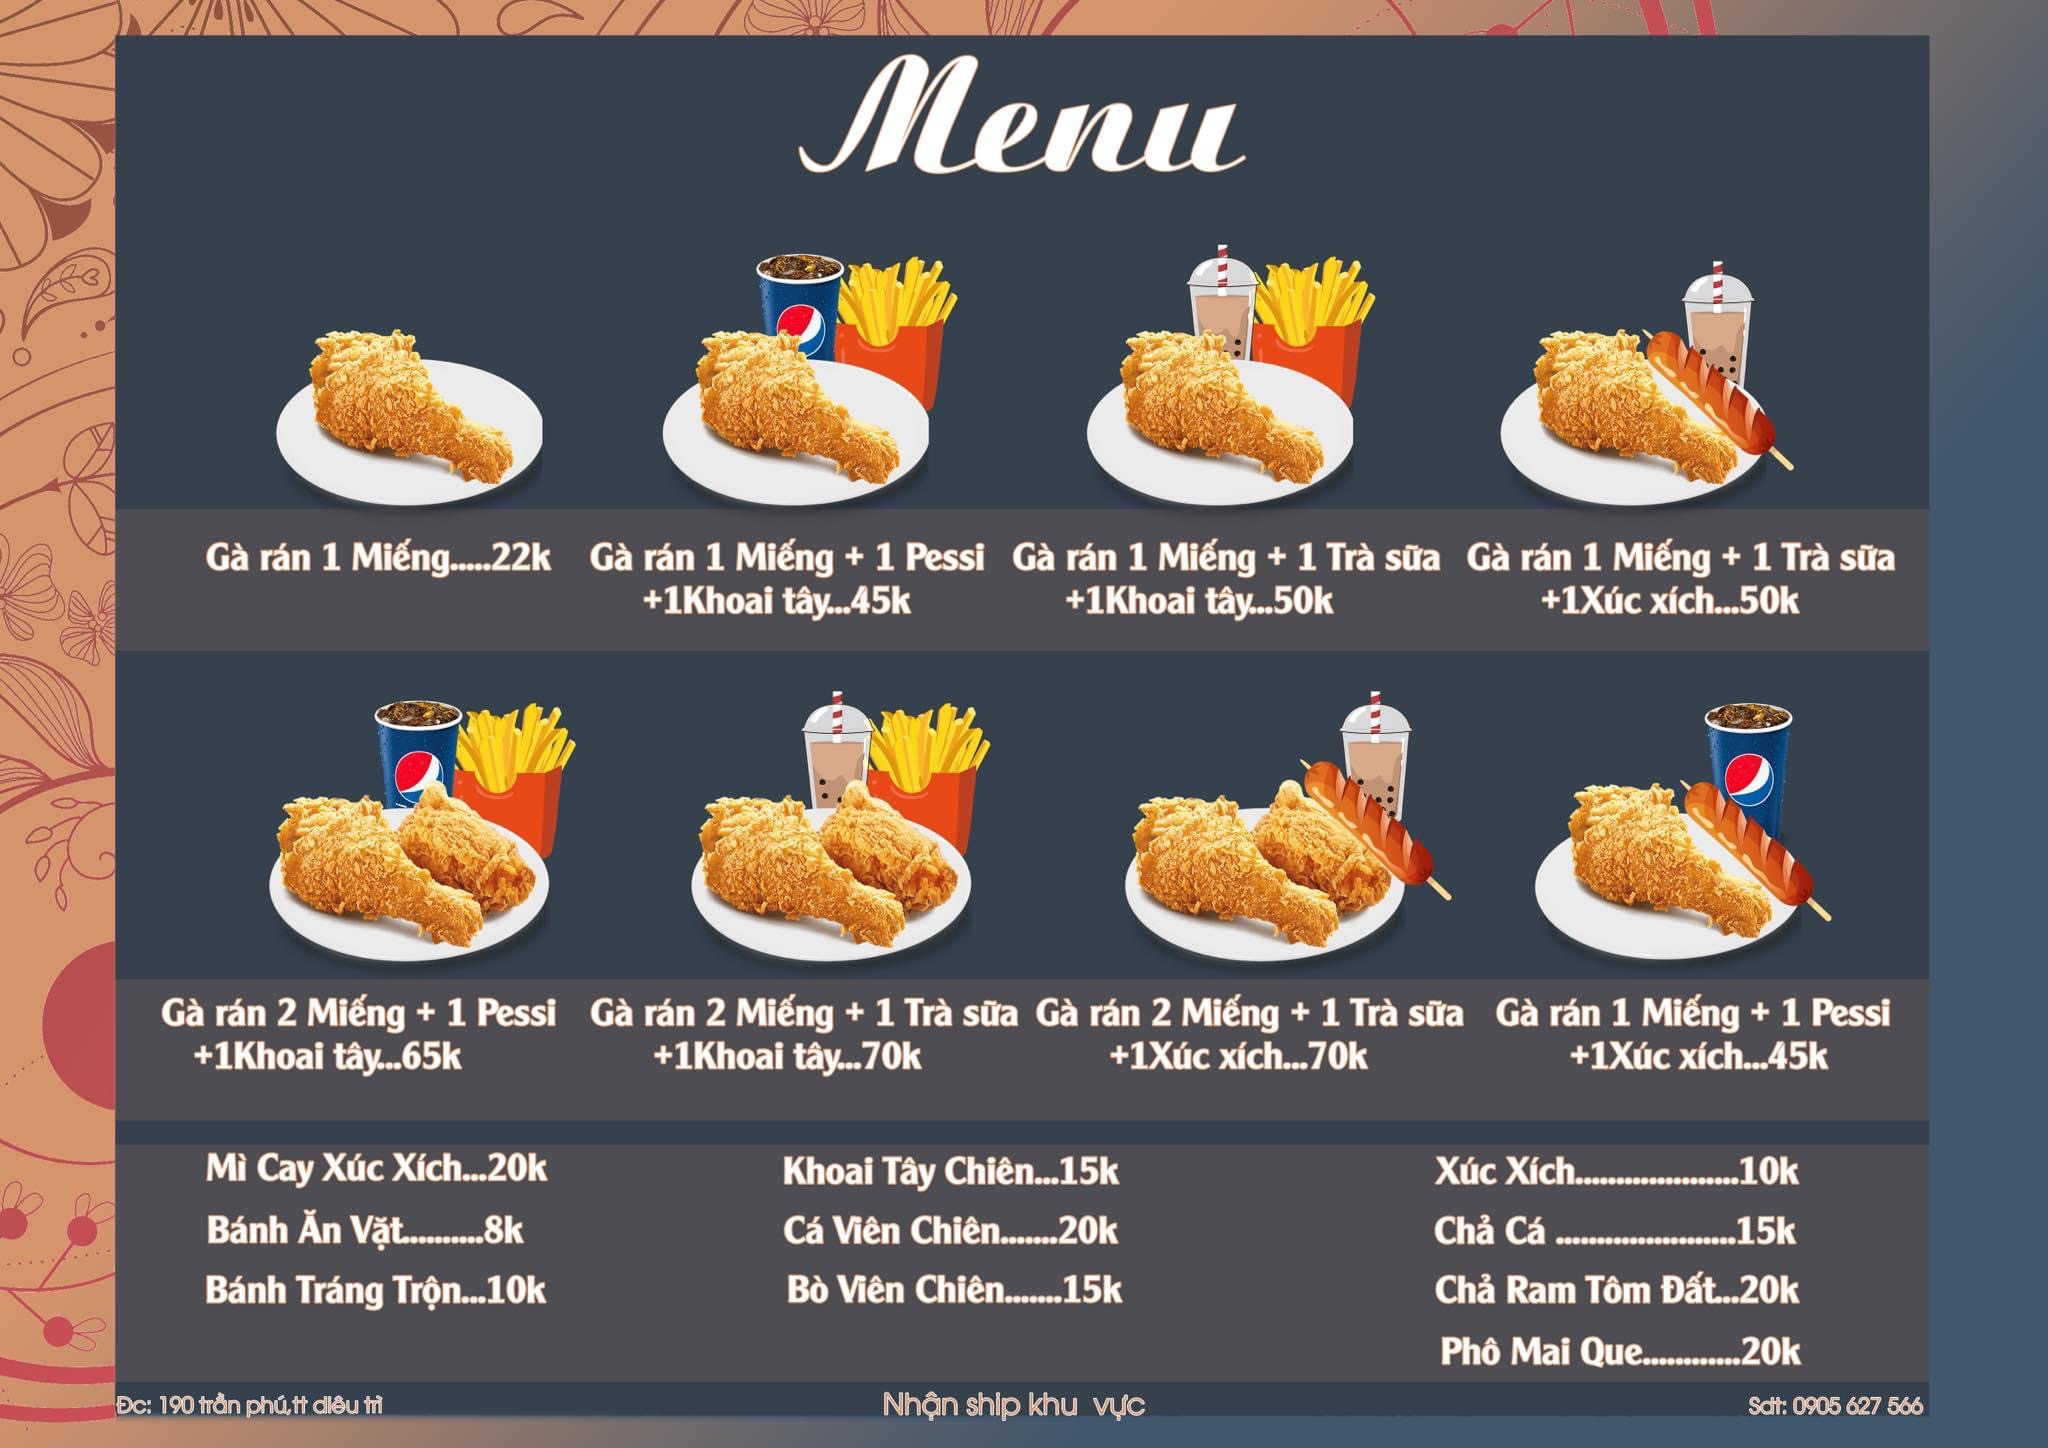 Menu
Gà rán 1 Miếng.....22k
Gà rán 1 Miếng + 1 Pessi
+1Khoai tây...45k
Gà rán 1 Miếng + 1 Trà sữa
+1Khoai tây...50k
Gà rán 1 Miếng + 1 Trà sữa
+1Xúc xích...50k
Gà rán 2 Miếng + 1 Pessi
+1Khoai tây...65k
Gà rán 2 Miếng + 1 Trà sữa
+1Khoai tây...70k
Gà rán 2 Miếng + 1 Trà sữa
+1Xúc xích...70k
Gà rán 1 Miếng + 1 Pessi
+1Xúc xích...45k
Mì Cay Xúc Xích...20k
Bánh Ăn Vặt..........8k
Bánh Tráng Trộn...10k
Khoai Tây Chiên...15k
Cá Viên Chiên.......20k
Bò Viên Chiên.......15k
Xúc Xích....................10k
Chả Cá ......................15k
Chả Ram Tôm Đất...20k
Phô Mai Que............20k
Đc: 190 trần phú,tt diêu trì
Nhận ship khu vực
Sdt: 0905 627 566